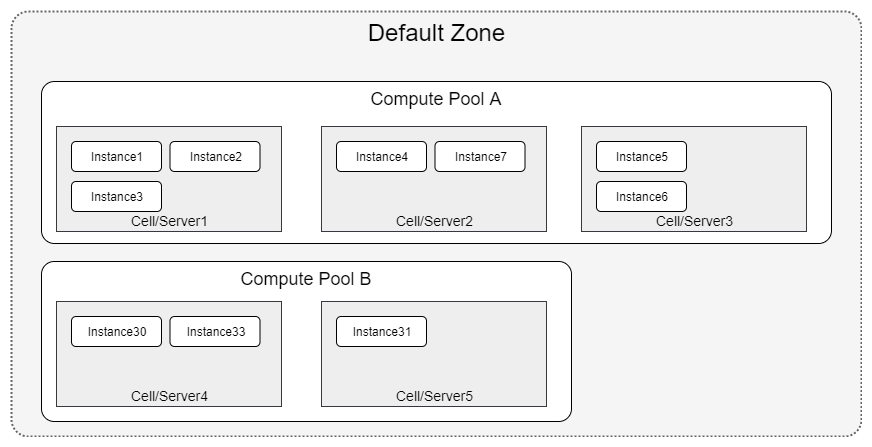 Default Zone
Compute Pool A
Instance1 Instance2
Instance3
Cell/Server1
Instance4 Instance7
Cell/Server2
Instance5
Instance6
Cell/Server3
Compute Pool B
Instance30 Instance33
Cell/Server4
Instance31
Cell/Server5